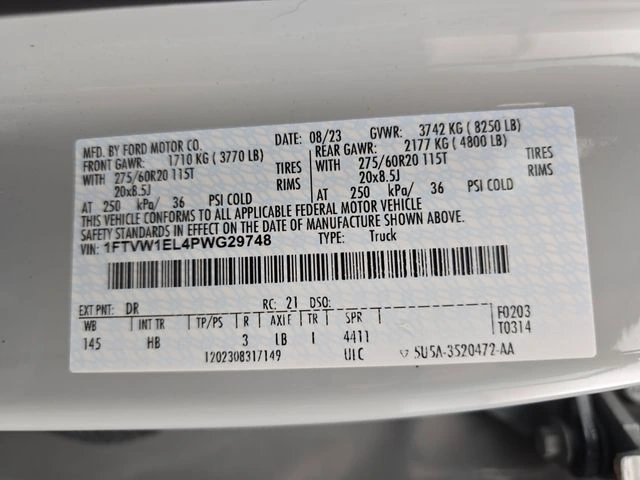 MFD. BY FORD MOTOR CO. DATE: 08/23 GVWR: 3742 KG ( 8250 LB)
FRONT GAWR: 1710 KG ( 3770 LB) REAR GAWR: 2177 KG ( 4800 LB)
WITH 275/60R20 115T TIRES WITH 275/60R20 115T TIRES
20x8.5J RIMS 20x8.5J RIMS
AT 250 kPa/ 36 PSI COLD AT 250 kPa/ 36 PSI COLD
THIS VEHICLE CONFORMS TO ALL APPLICABLE FEDERAL MOTOR VEHICLE
SAFETY STANDARDS IN EFFECT ON THE DATE OF MANUFACTURE SHOWN ABOVE.
VIN: 1FTVW1EL4PWG29748 TYPE: Truck
EXT PNT: DR RC: 21 DSO: F0203
WB INT TR TP/PS R AXLE TR SPR T0314
145 HB 3 LB 4411
1202308317149 UIC 5U5A-3520472-AA